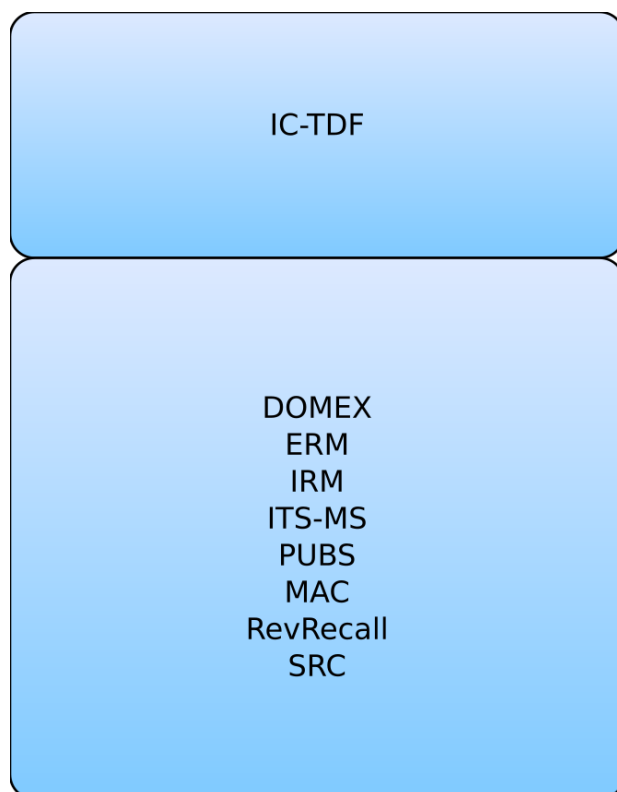 IC-TDF
DOMEX
ERM
IRM
ITS-MS
PUBS
MAC
RevRecall
SRC